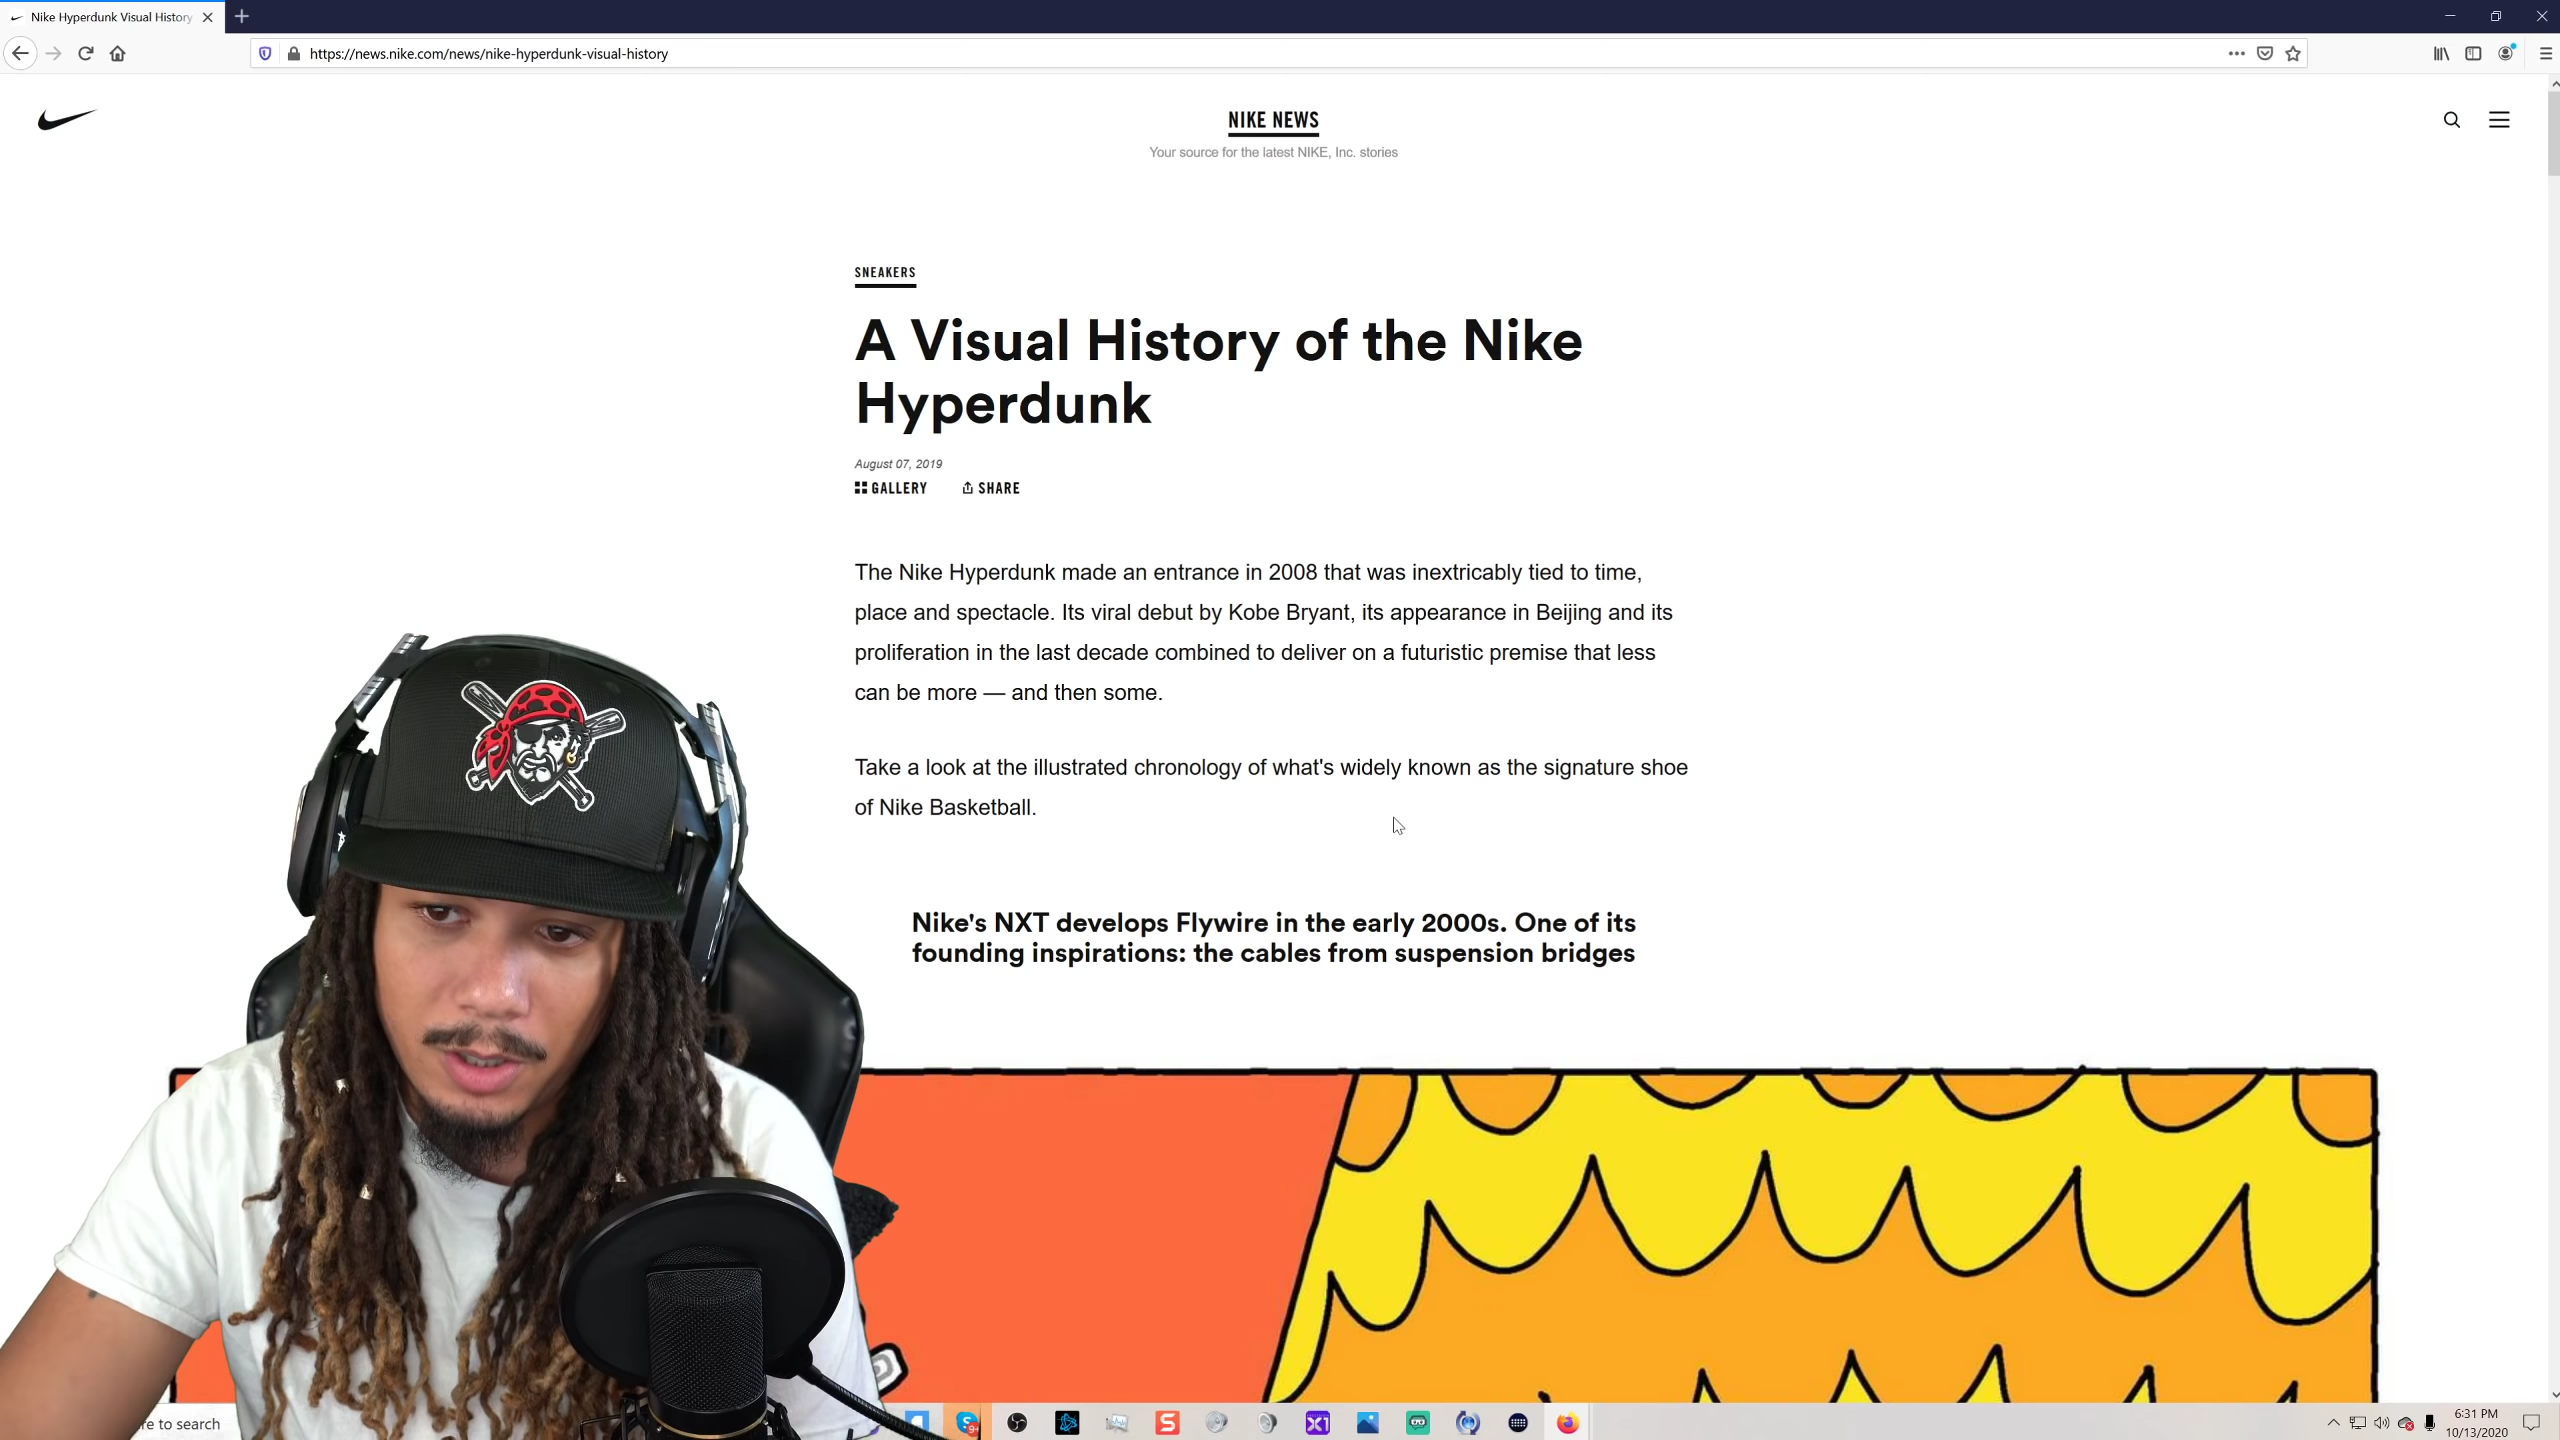 Nike Hyperdunk Visual History
https://news.nike.com/news/nike-hyperdunk-visual-history
NIKE NEWS
Your source for the latest NIKE, Inc. stories
SNEAKERS
A Visual History of the Nike
Hyperdunk
August 07, 2019
GALLERY SHARE
The Nike Hyperdunk made an entrance in 2008 that was inextricably tied to time,
place and spectacle. Its viral debut by Kobe Bryant, its appearance in Beijing and its
proliferation in the last decade combined to deliver on a futuristic premise that less
can be more — and then some.
Take a look at the illustrated chronology of what's widely known as the signature shoe
of Nike Basketball.
Nike's NXT develops Flywire in the early 2000s. One of its
founding inspirations: the cables from suspension bridges
re to search
6:31 PM
10/13/2020